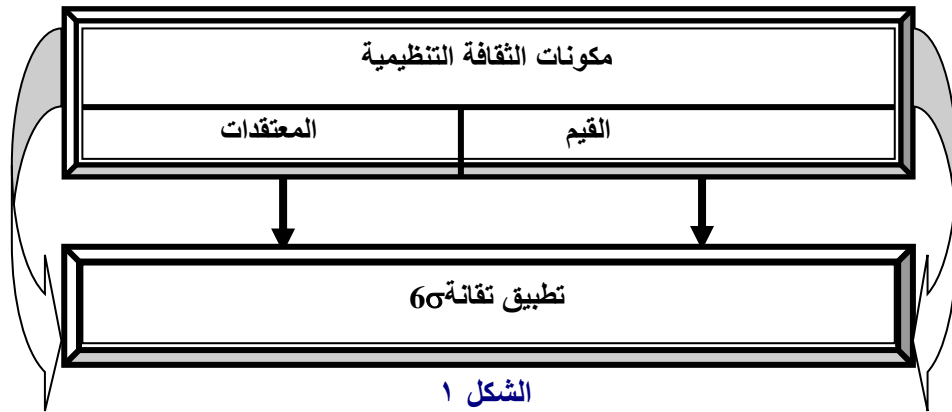 مكونات الثقافة التنظيمية
القيم
المعتقدات
تطبيق تقانة6σ
الشكل ١